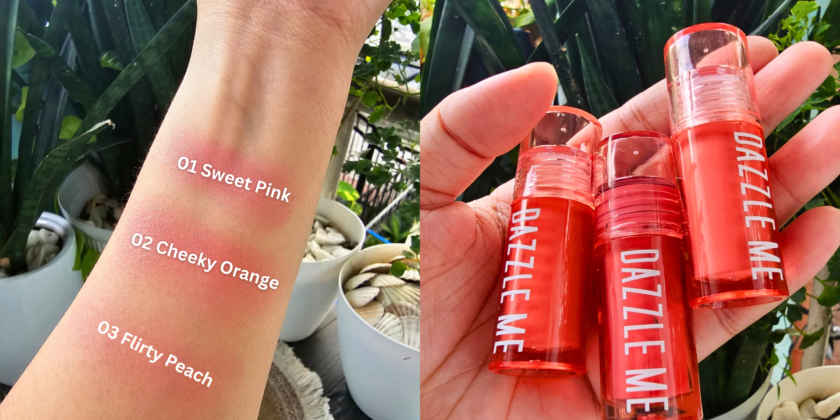 01 Sweet Pink
02 Cheeky Orange
03 Flirty Peach
DAZZLE ME
DAZZLE ME
DAZZLE ME